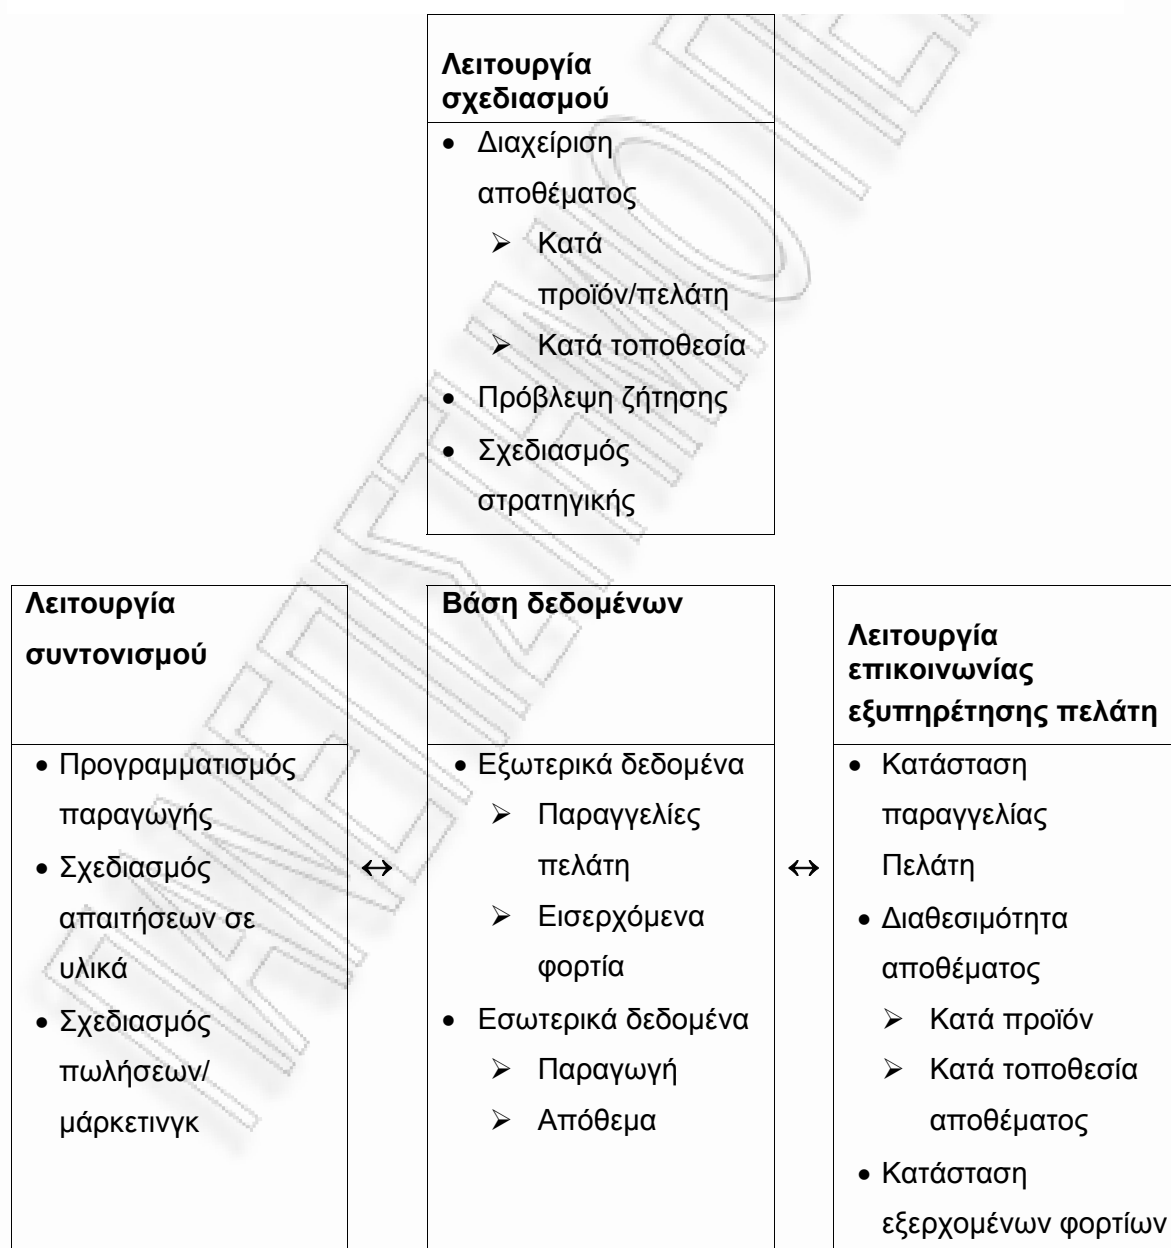 Λειτουργία
σχεδιασμού
• Διαχείριση
αποθέματος
➢ Κατά
προϊόν/πελάτη
➢ Κατά τοποθεσία
• Πρόβλεψη ζήτησης
• Σχεδιασμός
στρατηγικής
Λειτουργία
συντονισμού
• Προγραμματισμός
παραγωγής
• Σχεδιασμός
απαιτήσεων σε
υλικά
• Σχεδιασμός
πωλήσεων/
μάρκετινγκ
↔
Βάση δεδομένων
• Εξωτερικά δεδομένα
➢ Παραγγελίες
πελάτη
➢ Εισερχόμενα
φορτία
• Εσωτερικά δεδομένα
➢ Παραγωγή
➢ Απόθεμα
↔
Λειτουργία
επικοινωνίας
εξυπηρέτησης πελάτη
• Κατάσταση
παραγγελίας
Πελάτη
• Διαθεσιμότητα
αποθέματος
➢ Κατά προϊόν
➢ Κατά τοποθεσία
αποθέματος
• Κατάσταση
εξερχομένων φορτίων